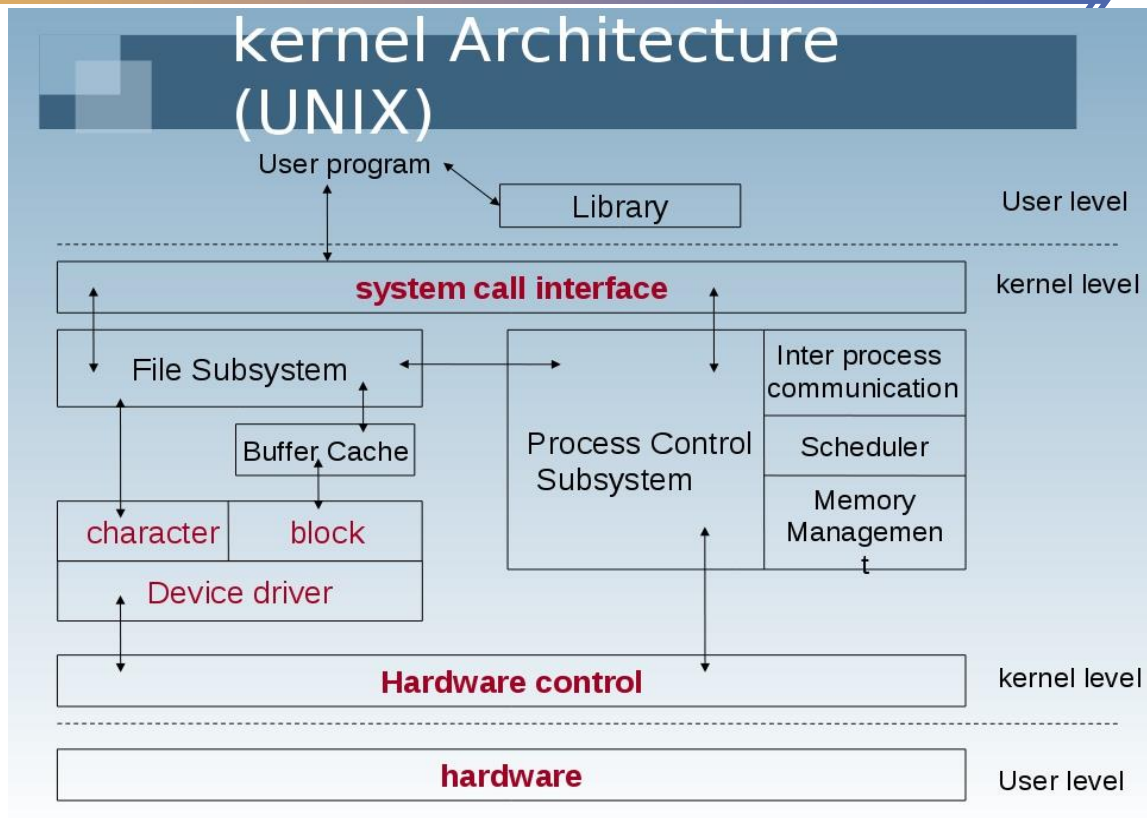 kernel Architecture
(UNIX)
User program
Library
User level
system call interface
kernel level
File Subsystem
Inter process
communication
Buffer Cache
Process Control
Subsystem
Scheduler
character
block
Memory
Managemen
t
Device driver
Hardware control
kernel level
hardware
User level